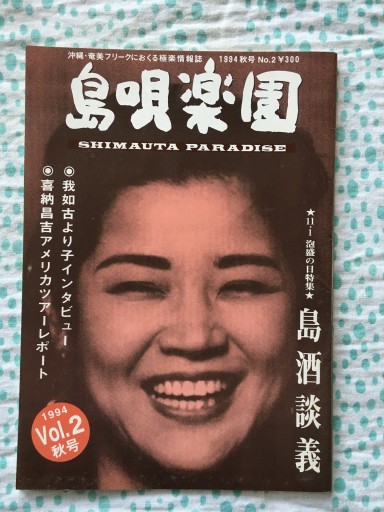 沖縄・奄美フリークにおくる極楽情報誌
1994秋号 No.2 ¥300
島唄楽園
SHIMAUTA PARADISE
★11・1 泡盛の日特集★
島酒談義
◉我如古より子インタビュー
◉喜納昌吉アメリカツアーレポート
1994
Vol.2
秋号